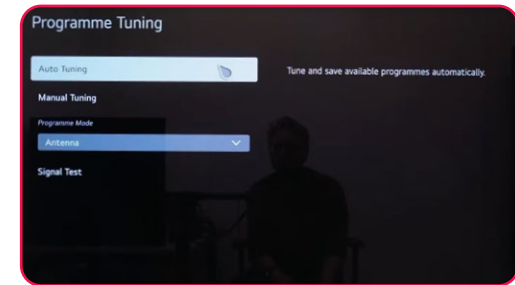 Programme Tuning
Auto Tuning
Tune and save available programmes automatically.
Manual Tuning
Programme Mode
Antenna
Signal Test